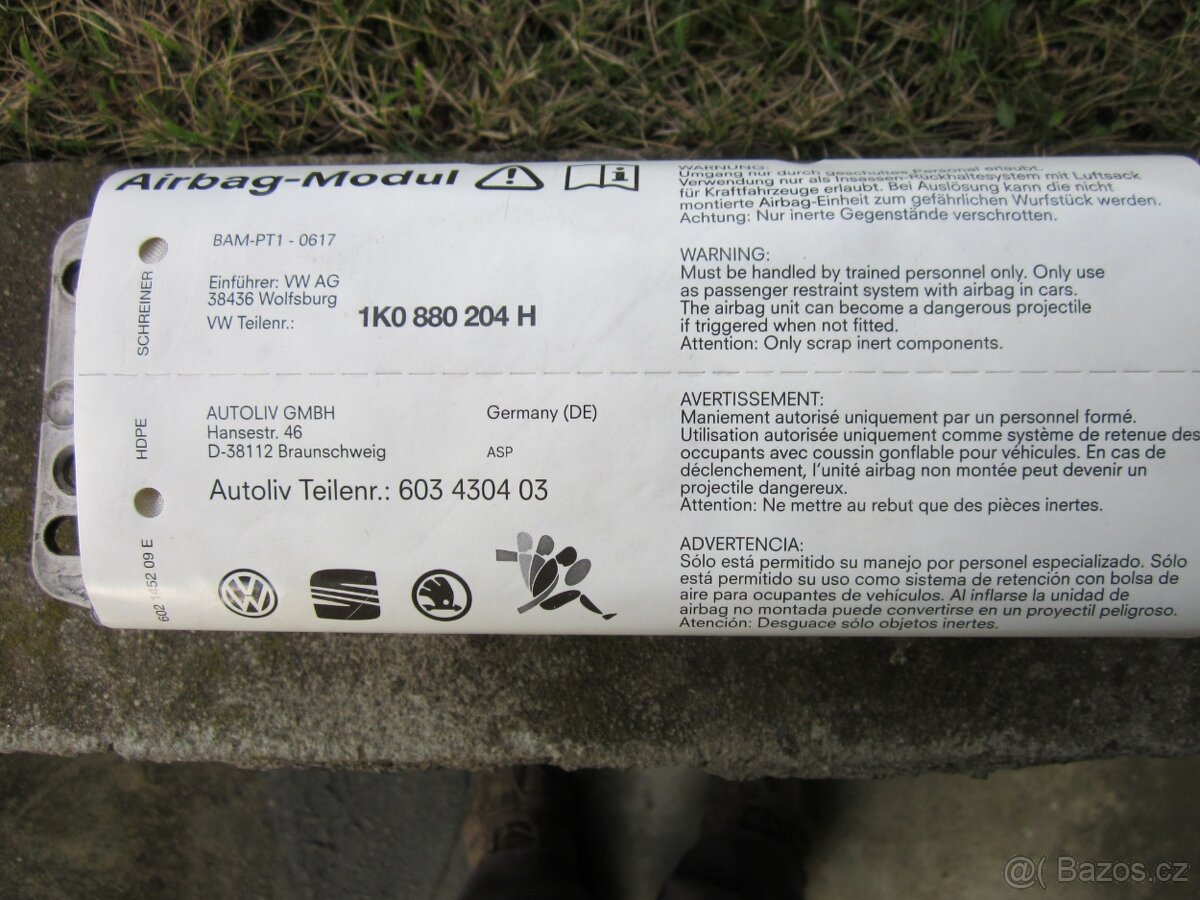 Airbag-Modul
BAM-PT1 - 0617
Einführer: VW AG
38436 Wolfsburg
VW Teilenr.: 1K0 880 204 H
SCHREINER
AUTOLIV GMBH
Germany (DE)
Hansestr. 46
D-38112 Braunschweig
ASP
HDPE
Autoliv Teilenr.: 603 4304 03
602 1452 09 E
WARNUNG:
Umgang nur durch geschultes Personal erlaubt.
Verwendung nur als Insassen-Rückhaltesystem mit Luftsack
für Kraftfahrzeuge erlaubt. Bei Auslösung kann die nicht
montierte Airbag-Einheit zum gefährlichen Wurfstück werden.
Achtung: Nur inerte Gegenstände verschrotten.
WARNING:
Must be handled by trained personnel only. Only use
as passenger restraint system with airbag in cars.
The airbag unit can become a dangerous projectile
if triggered when not fitted.
Attention: Only scrap inert components.
AVERTISSEMENT:
Maniement autorisé uniquement par un personnel formé.
Utilisation autorisée uniquement comme système de retenue des
occupants avec coussin gonflable pour véhicules. En cas de
déclenchement, l'unité airbag non montée peut devenir un
projectile dangereux.
Attention: Ne mettre au rebut que des pièces inertes.
ADVERTENCIA:
Sólo está permitido su manejo por personel especializado. Sólo
está permitido su uso como sistema de retención con bolsa de
aire para ocupantes de vehículos. Al inflarse la unidad de
airbag no montada puede convertirse en un proyectil peligroso.
Atención: Desguace sólo objetos inertes.
@( Bazos.cz